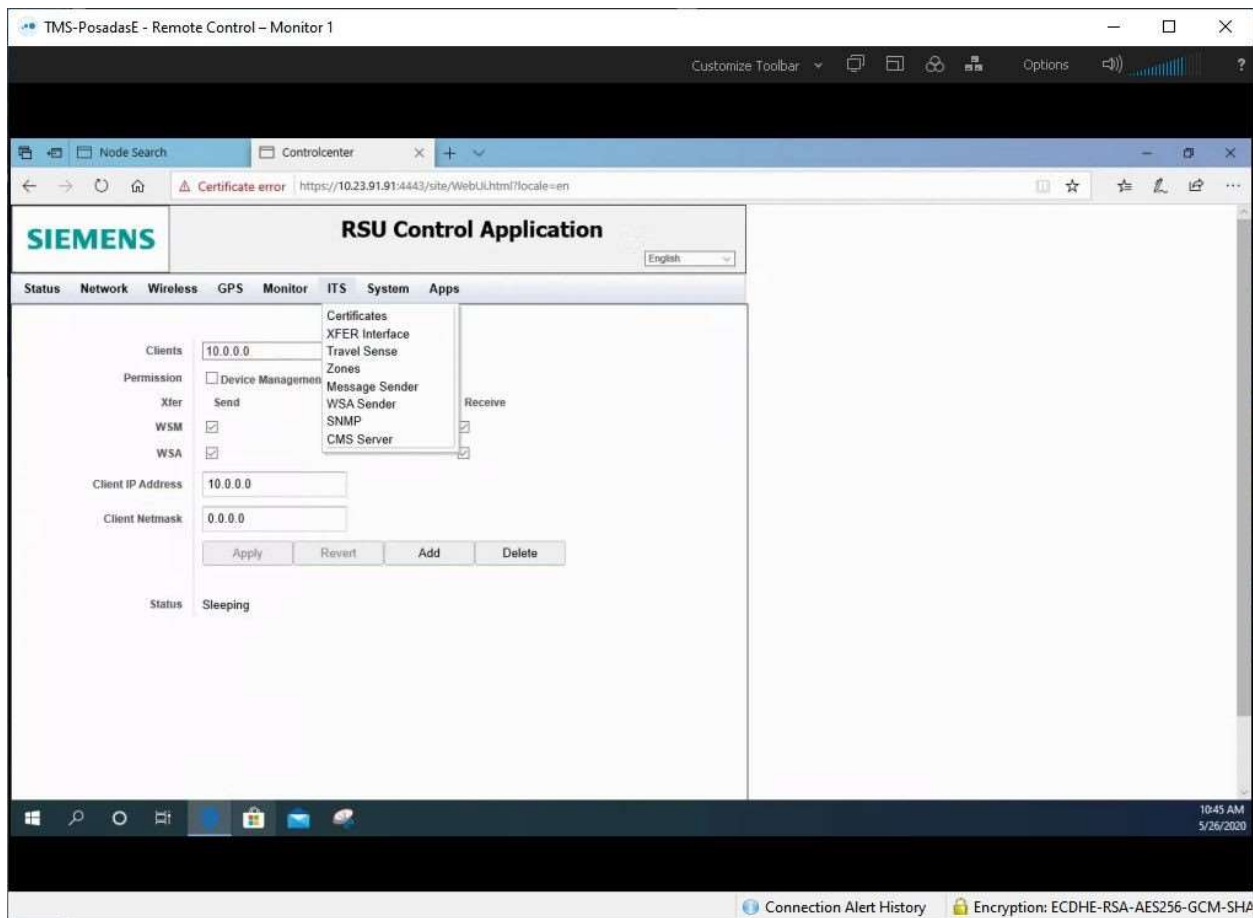 TMS-PosadasE - Remote Control – Monitor 1
Customize Toolbar
Options
?
Node Search
Controlcenter
Certificate error
https://10.23.91.91:4443/site/WebUi.html?locale=en
SIEMENS
RSU Control Application
English
Status Network Wireless GPS Monitor ITS System Apps
Certificates
XFER Interface
Travel Sense
Zones
Message Sender
WSA Sender
SNMP
CMS Server
Clients 10.0.0.0
Permission Device Managemen
Xfer Send Receive
WSM
WSA
Client IP Address 10.0.0.0
Client Netmask 0.0.0.0
Apply Revert Add Delete
Status Sleeping
10:45 AM
5/26/2020
Connection Alert History Encryption: ECDHE-RSA-AES256-GCM-SHA